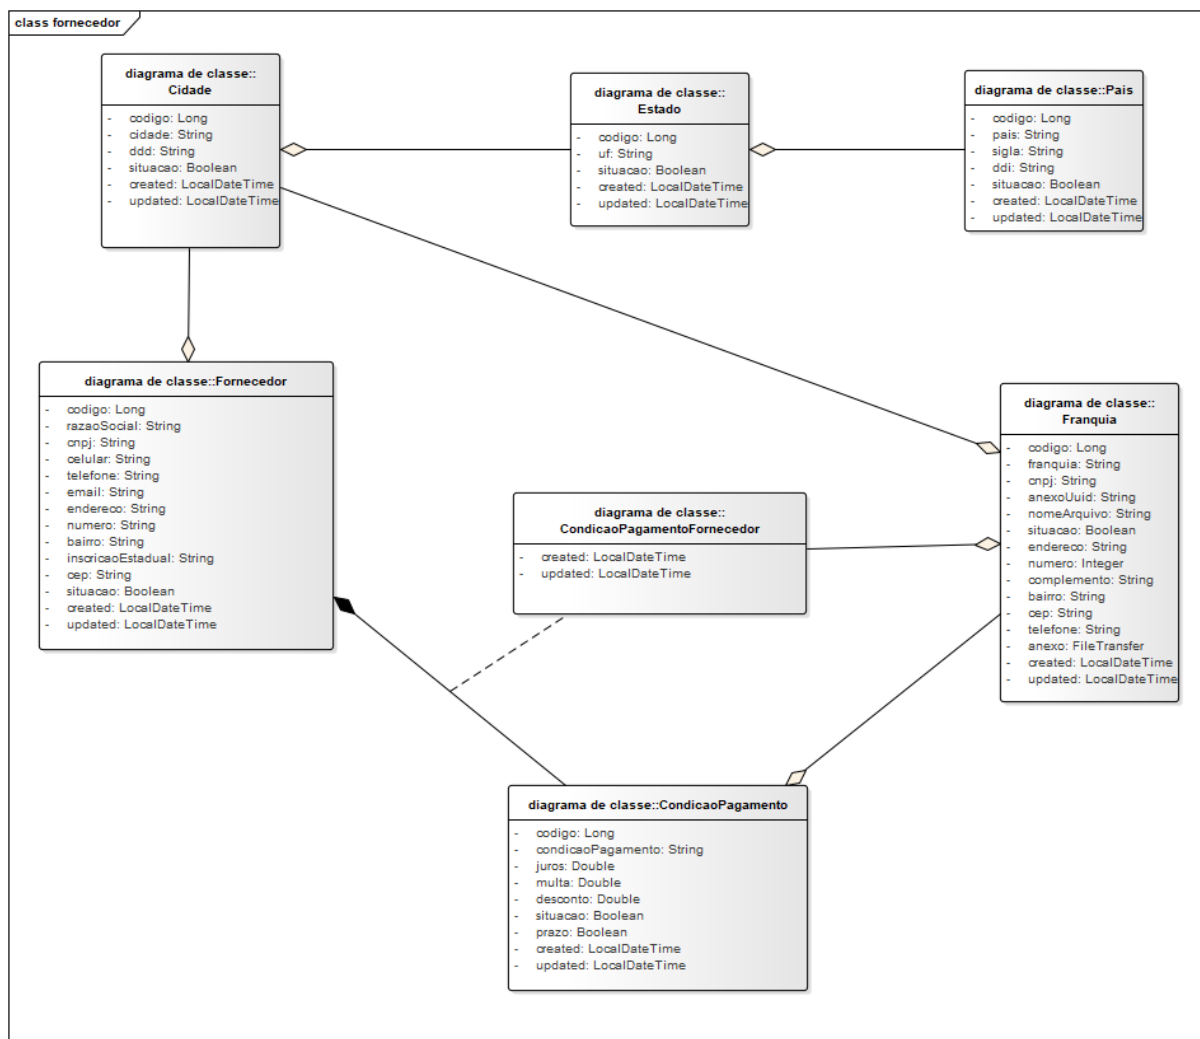 class fornecedor
diagrama de classe::
Cidade
- codigo: Long
- cidade: String
- ddd: String
- situacao: Boolean
- created: LocalDateTime
- updated: LocalDateTime
diagrama de classe::
Estado
- codigo: Long
- uf: String
- situacao: Boolean
- created: LocalDateTime
- updated: LocalDateTime
diagrama de classe::Pais
- codigo: Long
- pais: String
- sigla: String
- ddi: String
- situacao: Boolean
- created: LocalDateTime
- updated: LocalDateTime
diagrama de classe::Fornecedor
- codigo: Long
- razaoSocial: String
- cnpj: String
- celular: String
- telefone: String
- email: String
- endereco: String
- numero: String
- bairro: String
- inscricaoEstadual: String
- cep: String
- situacao: Boolean
- created: LocalDateTime
- updated: LocalDateTime
diagrama de classe::
CondicaoPagamentoFornecedor
- created: LocalDateTime
- updated: LocalDateTime
diagrama de classe::
Franquia
- codigo: Long
- franquia: String
- cnpj: String
- anexoUuid: String
- nomeArquivo: String
- situacao: Boolean
- endereco: String
- numero: Integer
- complemento: String
- bairro: String
- cep: String
- telefone: String
- anexo: FileTransfer
- created: LocalDateTime
- updated: LocalDateTime
diagrama de classe::CondicaoPagamento
- codigo: Long
- condicaoPagamento: String
- juros: Double
- multa: Double
- desconto: Double
- situacao: Boolean
- prazo: Boolean
- created: LocalDateTime
- updated: LocalDateTime